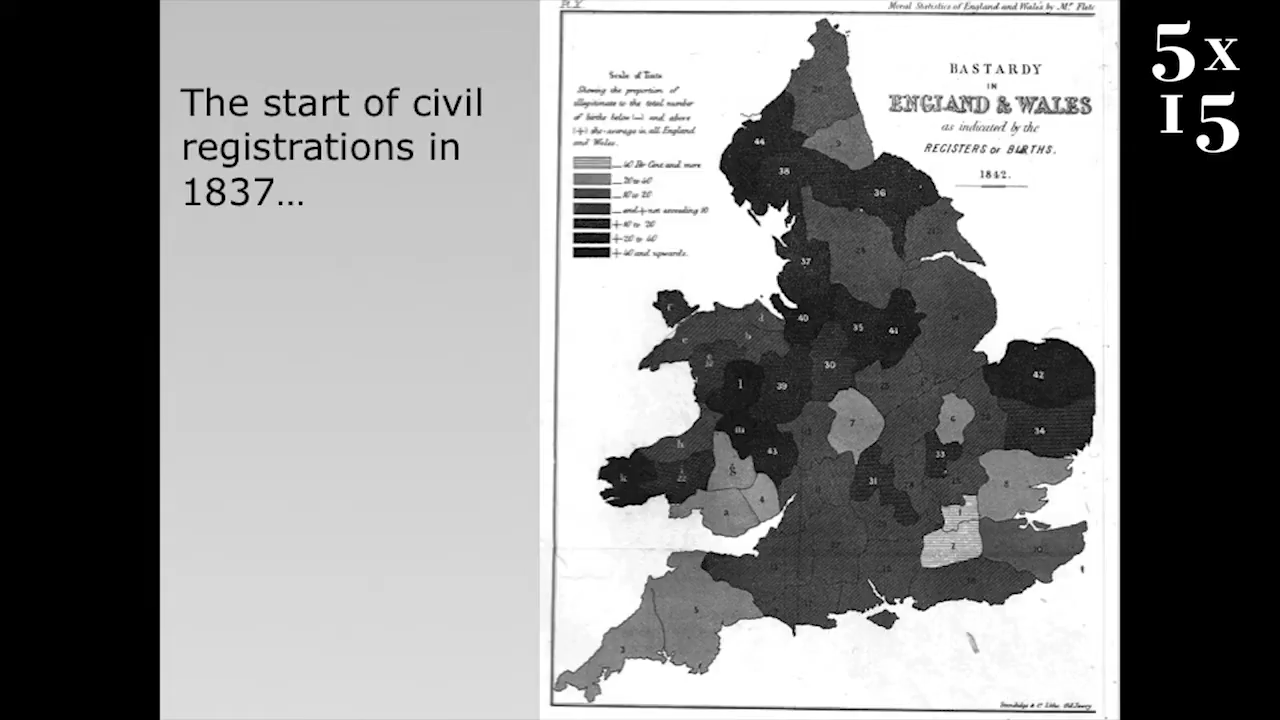 The start of civil
registrations in
1837...
Moral Statistics of England and Wales by Mr. Fletc
5x
15
BASTARDY
IN
ENGLAND & WALES
as indicated by the
REGISTERS OF BIRTHS.
1842.
Scale of Tints
Shewing the proportion of
illegitimate to the total number
of births below (—) and above
(+) the average in all England
and Wales.
— 40 Per Cent and more
— 20 to 40
— 10 to 20
— and + not exceeding 10
+ 10 to 20
+ 20 to 40
+ 40 and upwards.
44
38
36
37
40
35
41
30
42
l
39
7
6
34
m
43
33
h
k
g
31
8
4
a
1
2
5
3